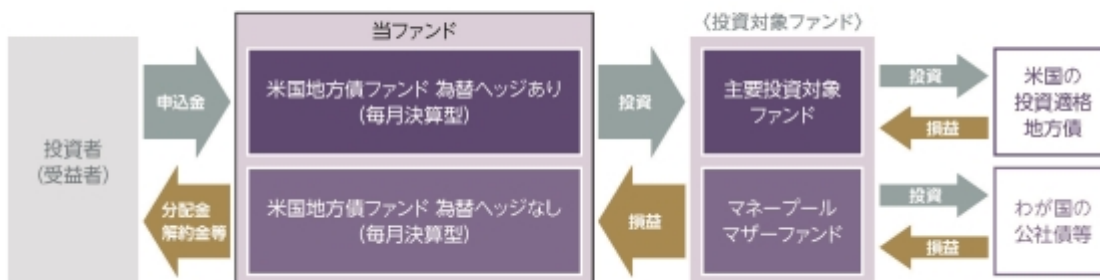 〈投資対象ファンド〉
当ファンド
投資者
(受益者)
申込金
分配金
解約金等
米国地方債ファンド 為替ヘッジあり
(毎月決算型)
米国地方債ファンド 為替ヘッジなし
(毎月決算型)
投資
損益
主要投資対象
ファンド
マネープール
マザーファンド
投資
損益
投資
損益
米国の
投資適格
地方債
わが国の
公社債等